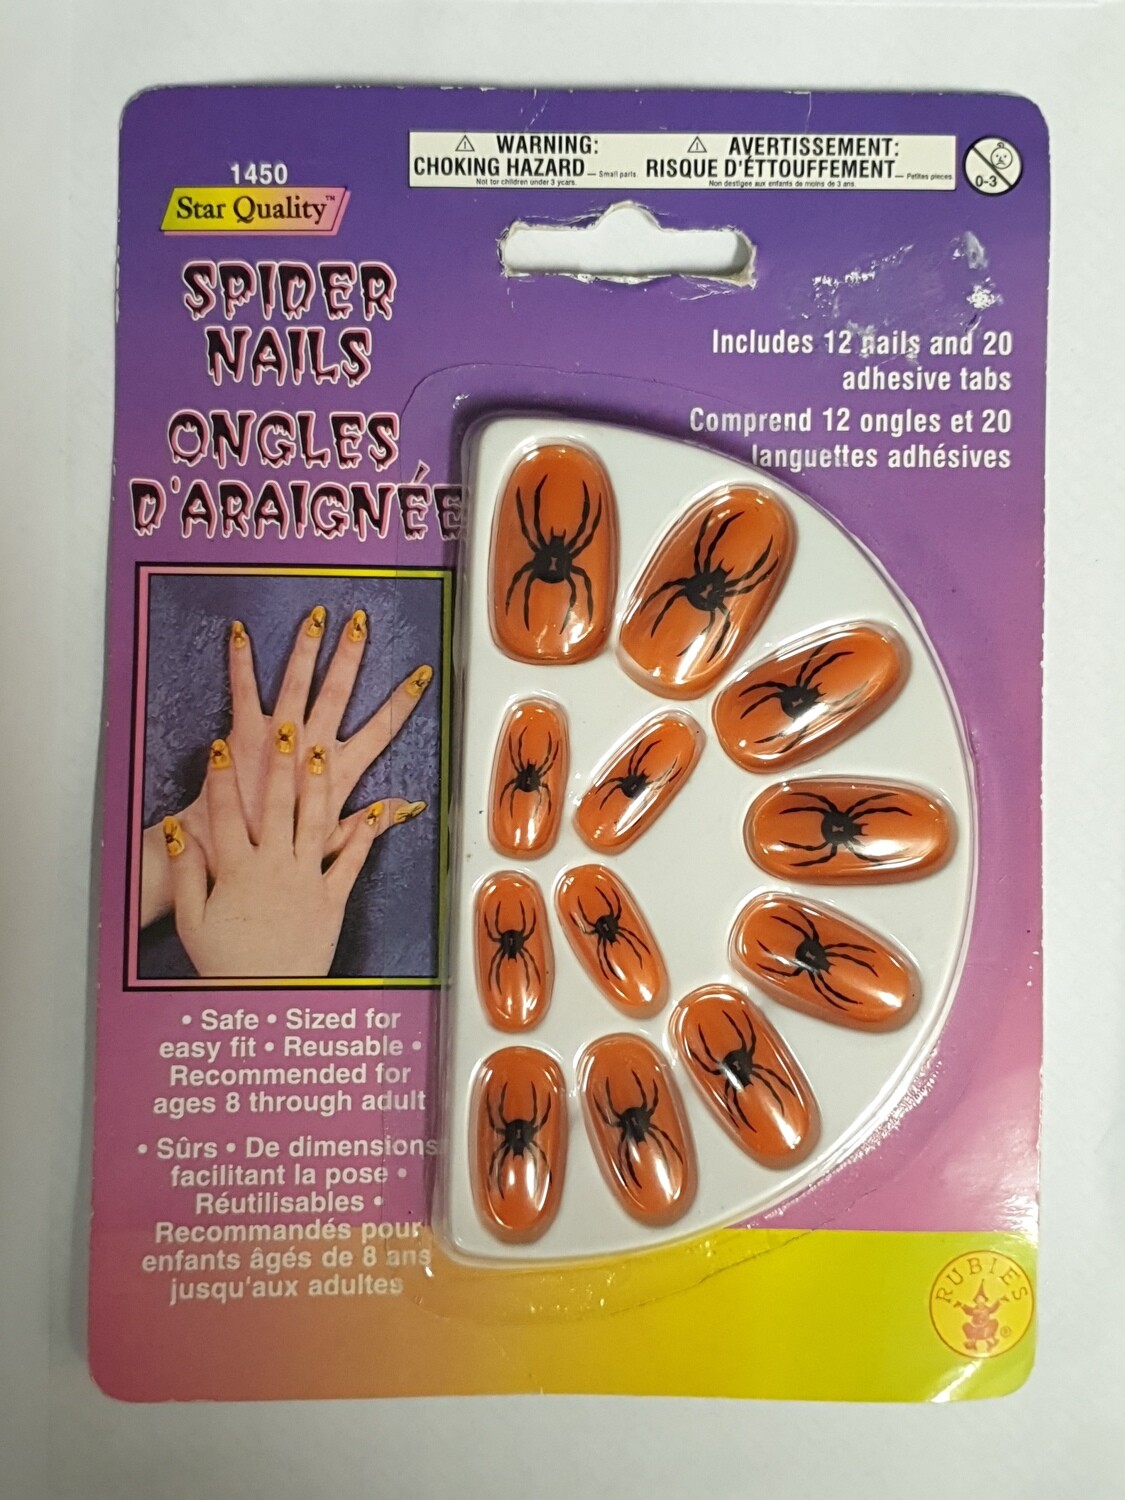 WARNING:
CHOKING HAZARD — Small parts.
Not for children under 3 years.
AVERTISSEMENT:
RISQUE D'ÉTTOUFFEMENT — Petites pieces.
Non destigee aux enfants de moins de 3 ans.
0-3
1450
Star Quality™
SPIDER
NAILS
ONGLES
D'ARAIGNÉE
Includes 12 nails and 20
adhesive tabs
Comprend 12 ongles et 20
languettes adhésives
• Safe • Sized for
easy fit • Reusable •
Recommended for
ages 8 through adult
• Sûrs • De dimensions
facilitant la pose •
Réutilisables •
Recommandés pour
enfants âgés de 8 ans
jusqu'aux adultes
RUBIES
®